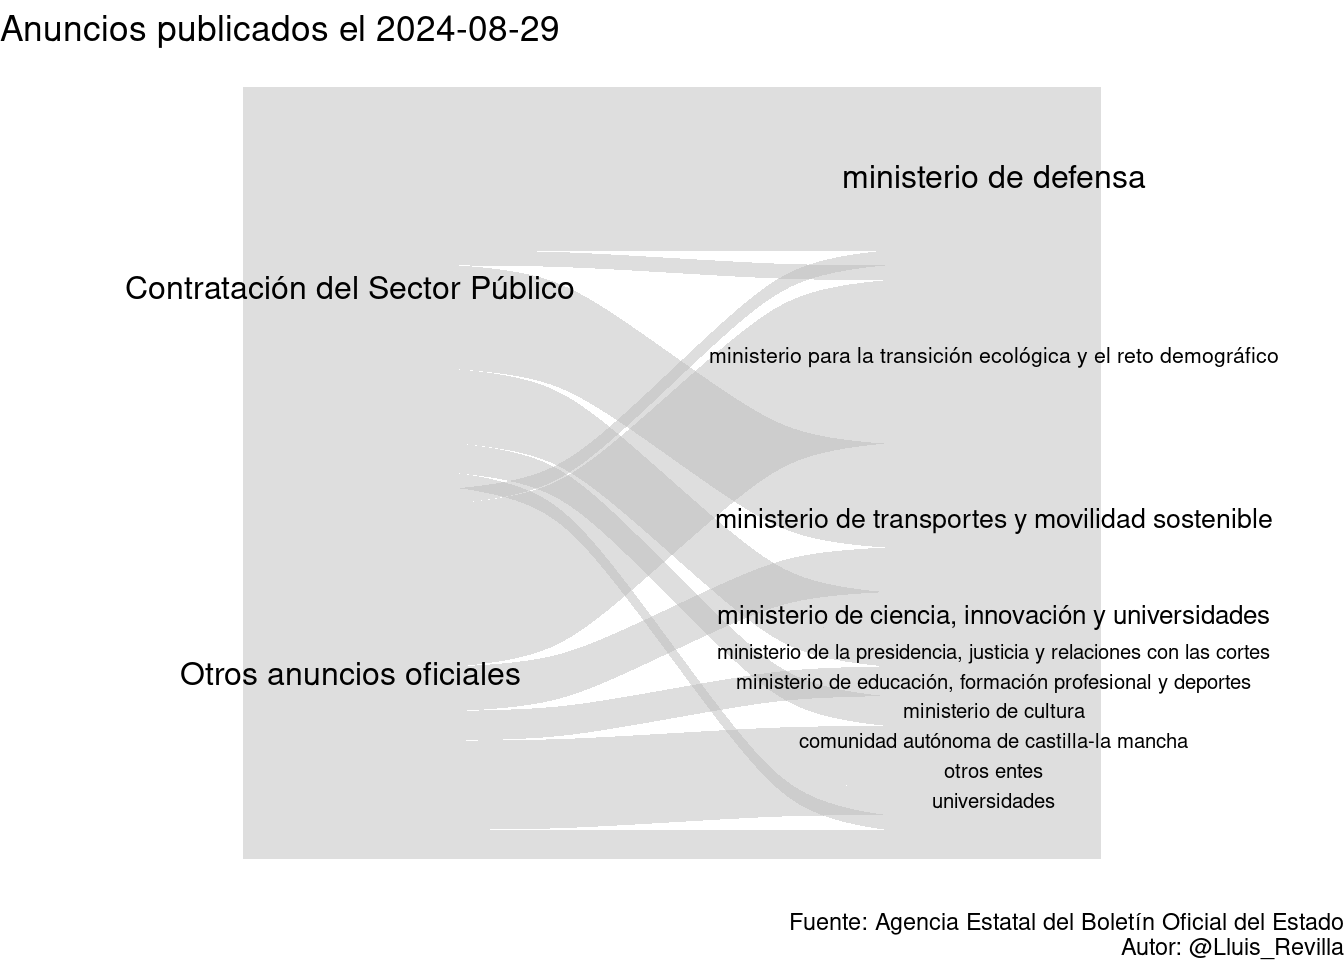 Anuncios publicados el 2024-08-29
ministerio de defensa
Contratación del Sector Público
ministerio para la transición ecológica y el reto demográfico
ministerio de transportes y movilidad sostenible
ministerio de ciencia, innovación y universidades
ministerio de la presidencia, justicia y relaciones con las cortes
Otros anuncios oficiales
ministerio de educación, formación profesional y deportes
ministerio de cultura
comunidad autónoma de castilla-la mancha
otros entes
universidades
Fuente: Agencia Estatal del Boletín Oficial del Estado
Autor: @Lluis_Revilla